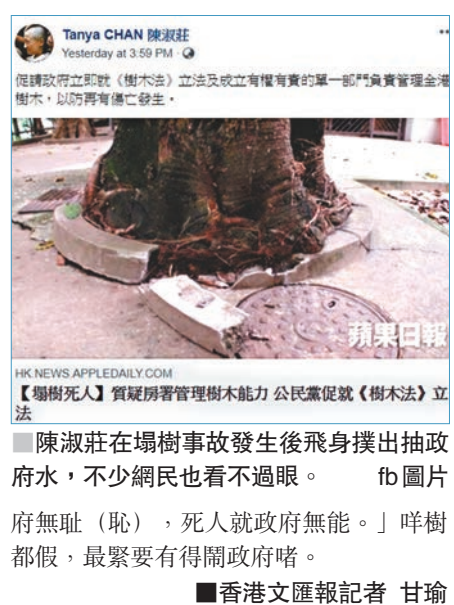 Tanya CHAN 陳淑莊
Yesterday at 3:59 PM ·
促請政府立即就《樹木法》立法及成立有權有責的單一部門負責管理全港
樹木，以防再有傷亡發生。
蘋果日報
HK.NEWS.APPLEDAILY.COM
【塌樹死人】質疑房署管理樹木能力 公民黨促就《樹木法》立
法
■陳淑莊在塌樹事故發生後飛身撲出抽政
府水，不少網民也看不過眼。 fb圖片
府無耻（恥），死人就政府無能。」咩樹
都假，最緊要有得鬧政府啫。
■香港文匯報記者 甘瑜